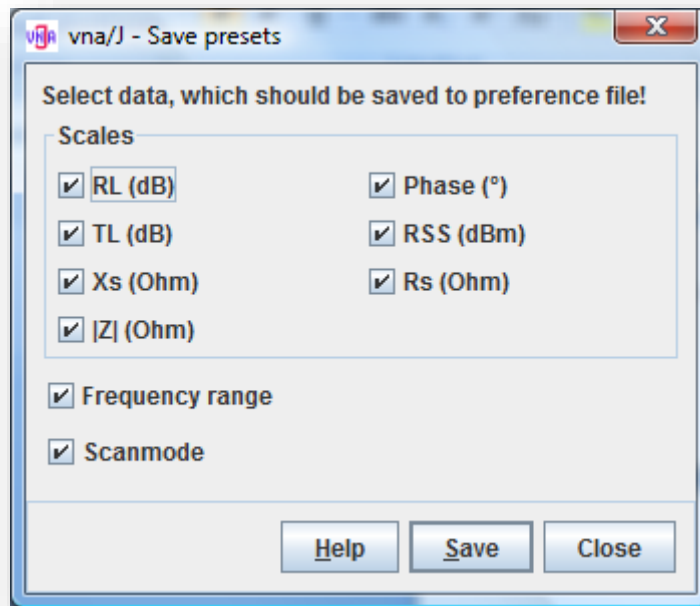 vna/J - Save presets
Select data, which should be saved to preference file!
Scales
RL (dB) Phase (°)
TL (dB) RSS (dBm)
Xs (Ohm) Rs (Ohm)
|Z| (Ohm)
Frequency range
Scanmode
Help Save Close